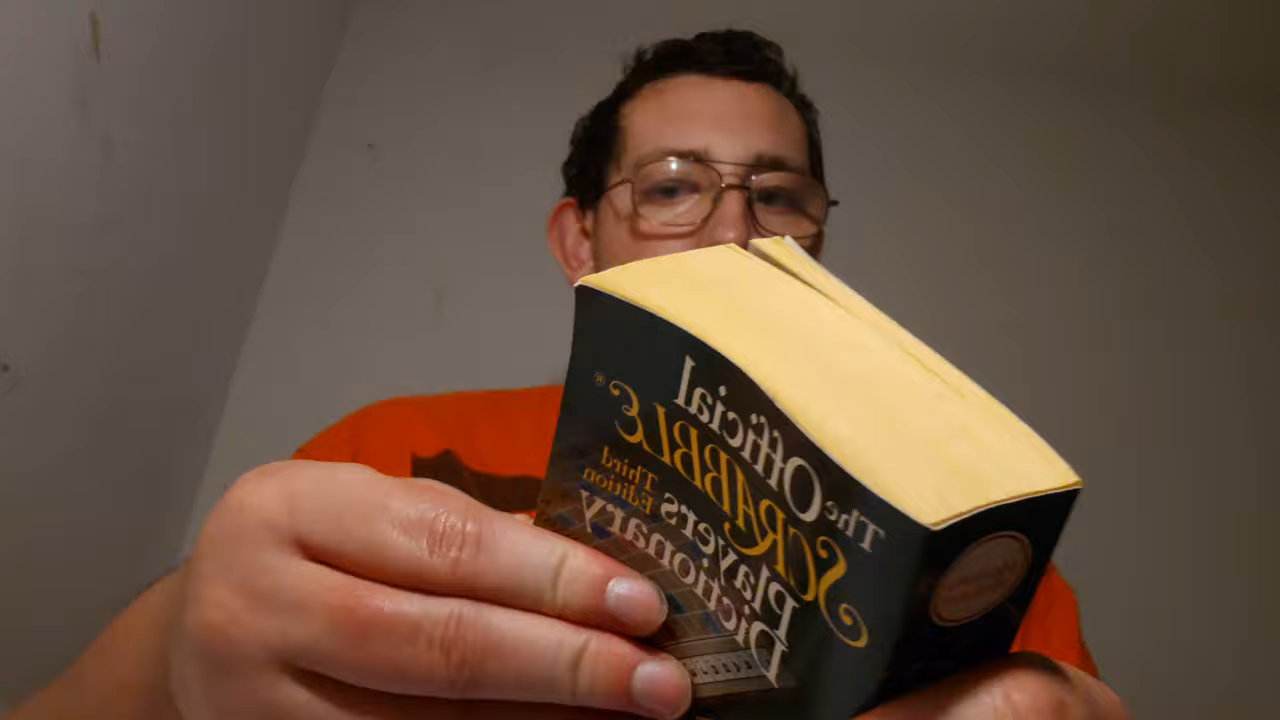 The Official
SCRABBLE®
Players Third
Edition
Dictionary